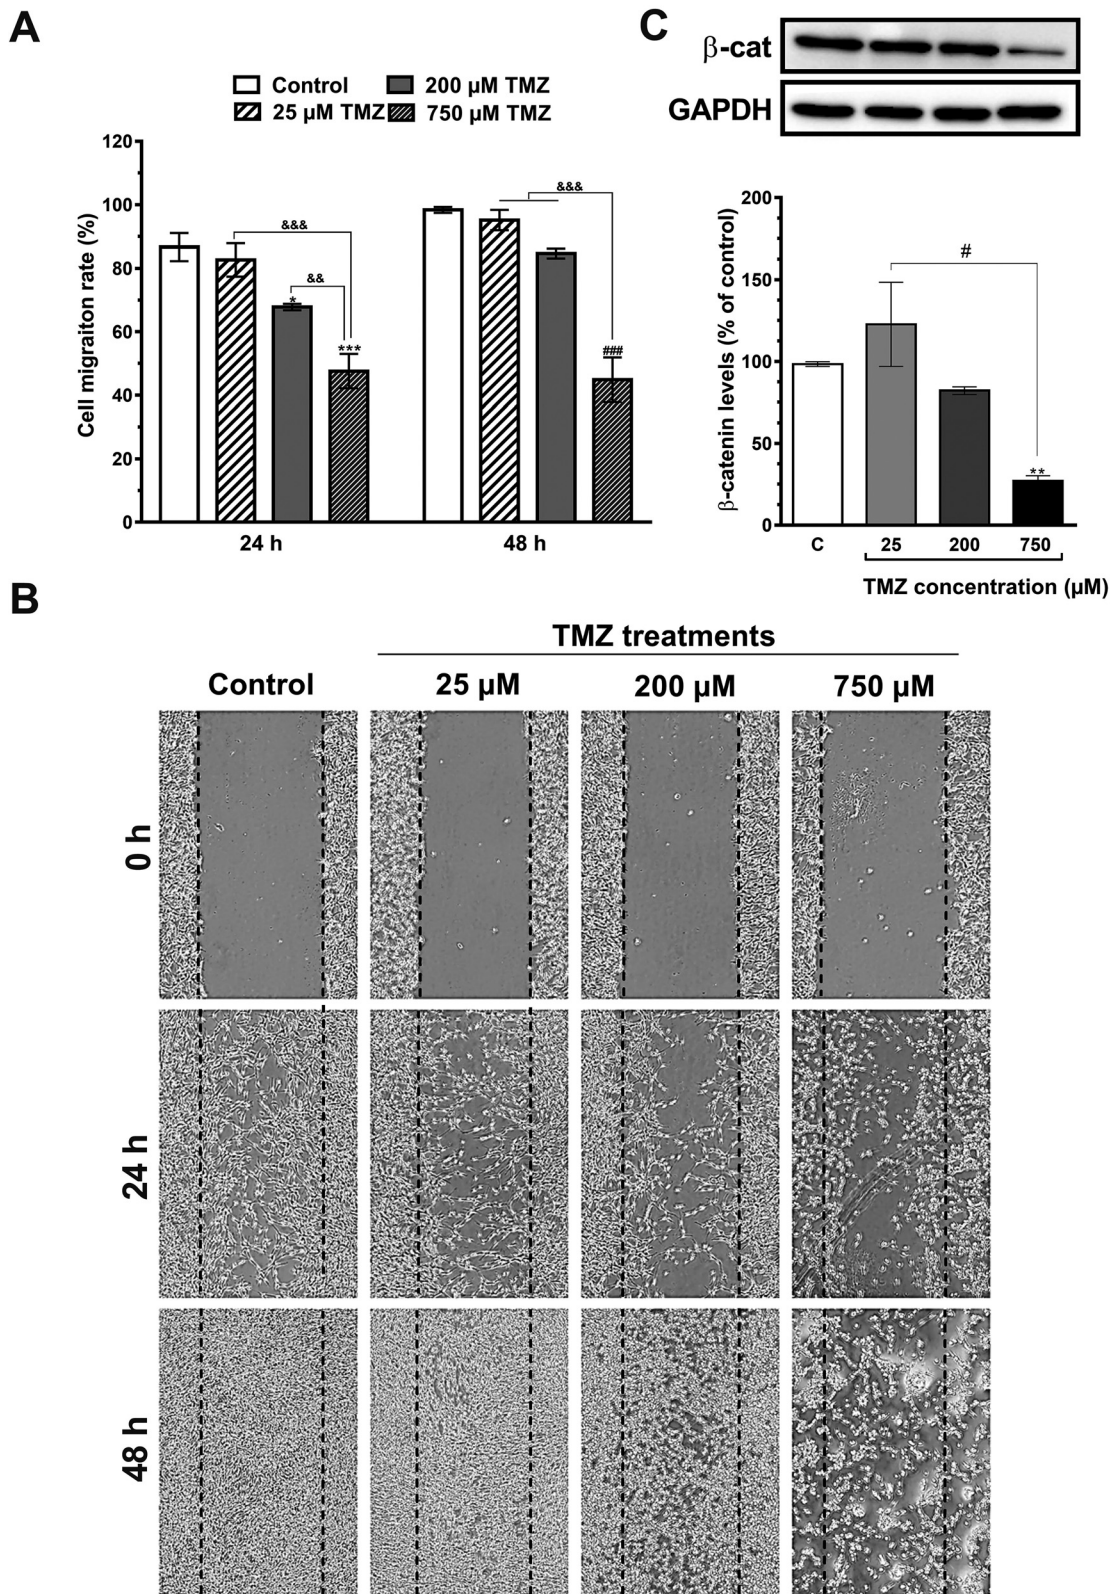 A
Control
200 µM TMZ
25 µM TMZ
750 µM TMZ
Cell migraiton rate (%)
120
100
80
60
40
20
0
&&&
&&
*
***
&&&
###
24 h
48 h
C
β-cat
GAPDH
β-catenin levels (% of control)
200
150
100
50
0
#
**
C
25
200
750
TMZ concentration (µM)
B
TMZ treatments
Control
25 µM
200 µM
750 µM
0 h
24 h
48 h